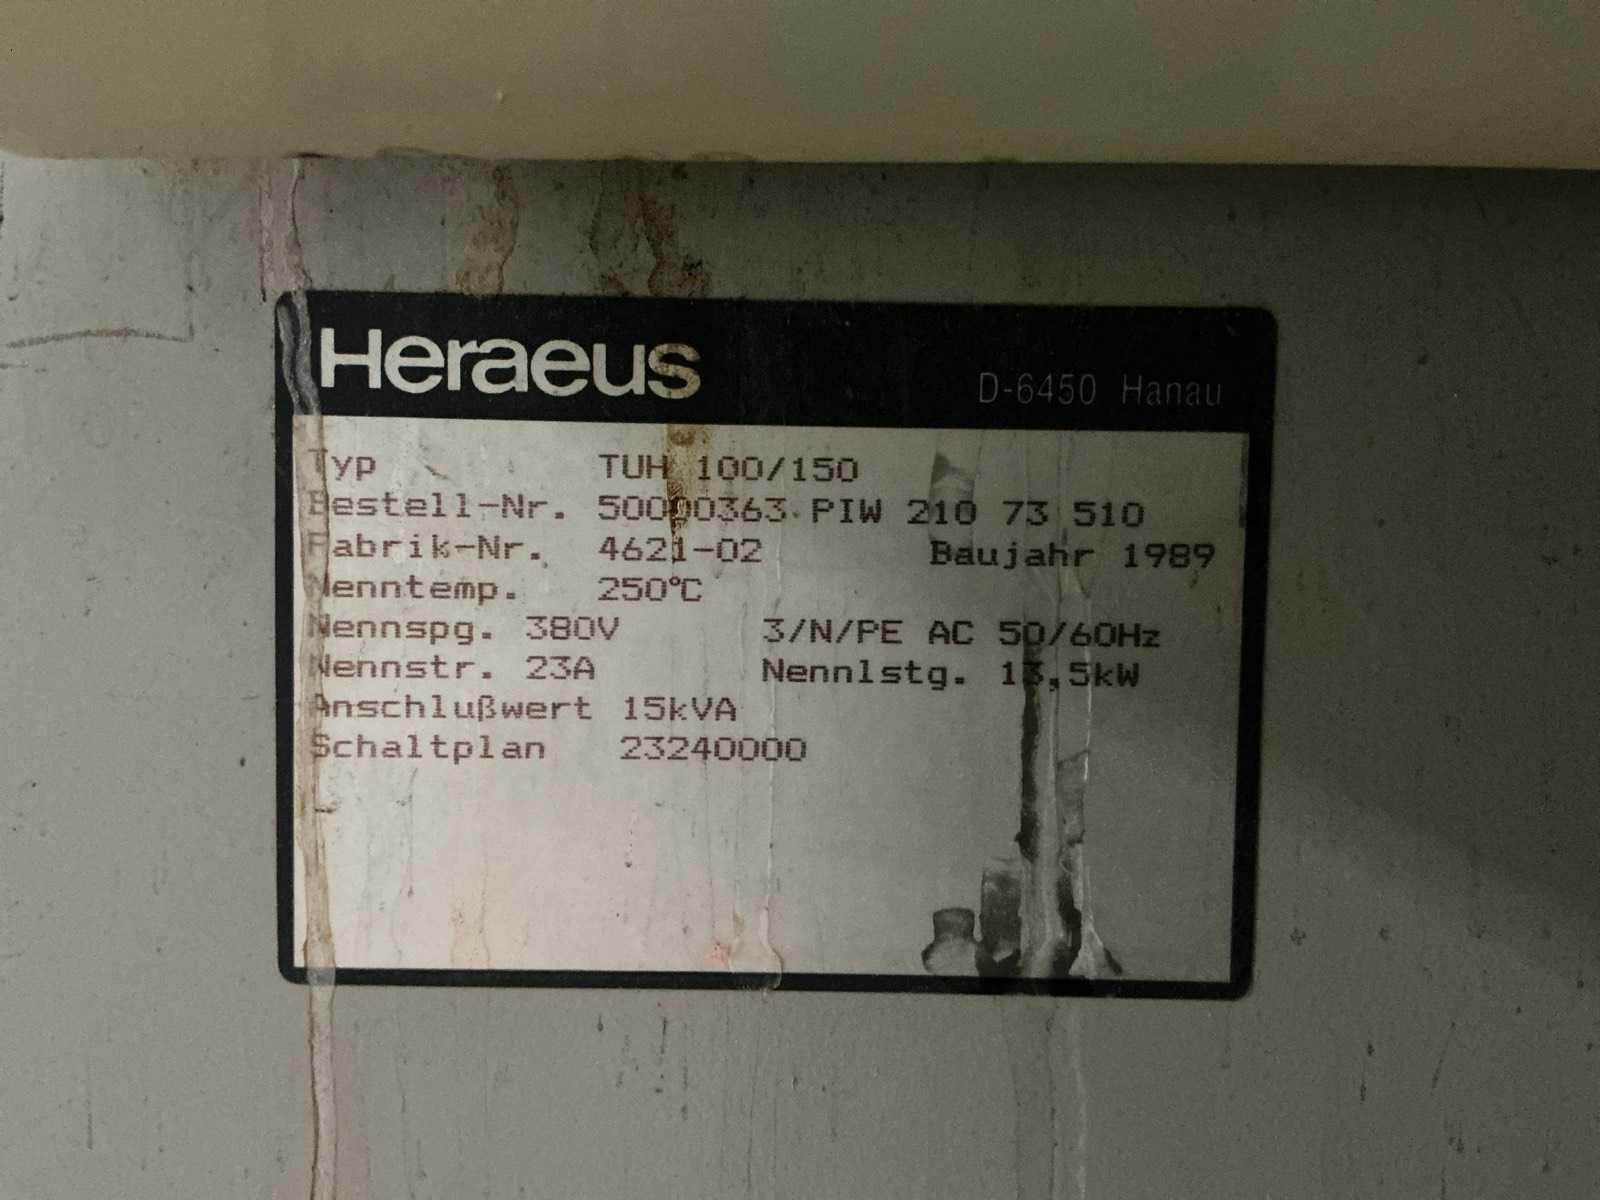 Heraeus
D-6450 Hanau
Typ TUH 100/150
Bestell-Nr. 50000363 PIW 210 73 510
Fabrik-Nr. 4621-02 Baujahr 1989
Nenntemp. 250°C
Nennspg. 380V 3/N/PE AC 50/60Hz
Nennstr. 23A Nennlstg. 13,5kW
Anschlußwert 15kVA
Schaltplan 23240000